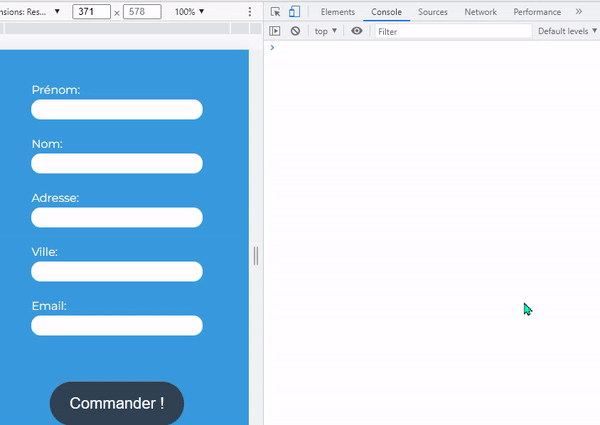 nsions: Res... ▼ 371 × 578 100% ▼
Elements Console Sources Network Performance »
top ▼ Filter Default levels ▼
Prénom:
Nom:
Adresse:
Ville:
Email:
Commander !